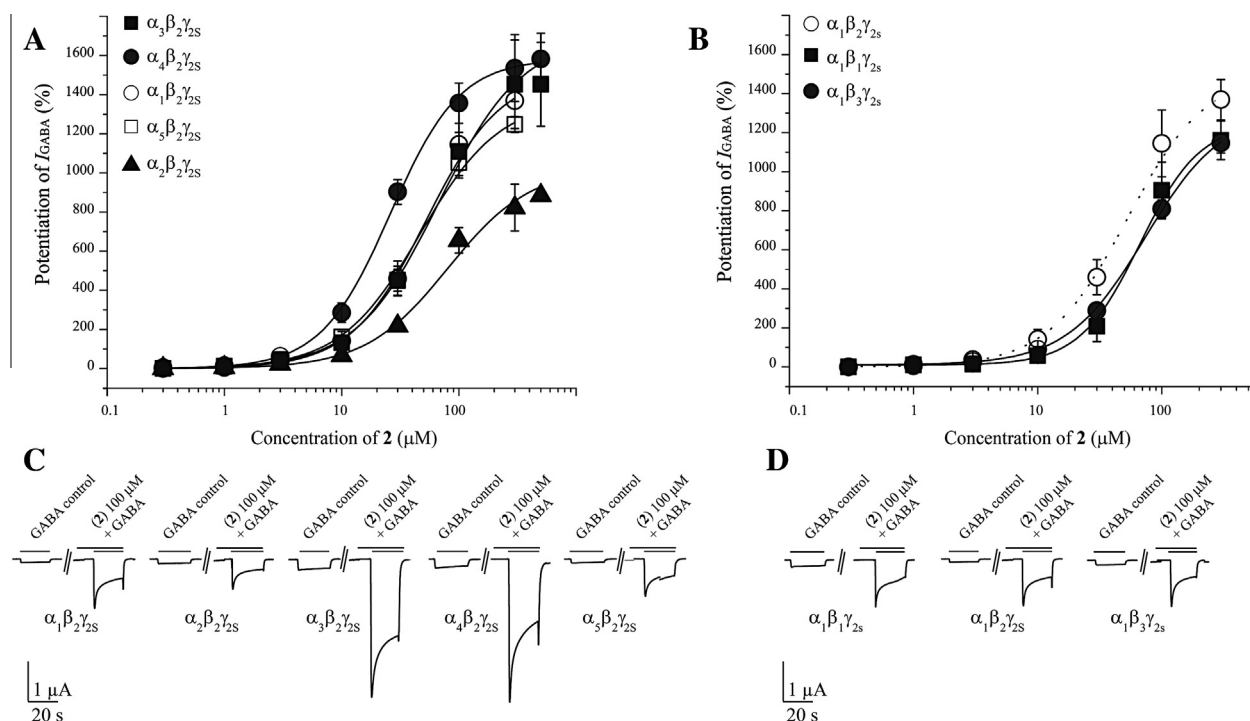 A
α₃β₂γ₂S
α₄β₂γ₂S
α₁β₂γ₂S
α₅β₂γ₂S
α₂β₂γ₂S
Potentiation of IGABA (%)
1600
1400
1200
1000
800
600
400
200
0
0.1
1
10
100
Concentration of 2 (μM)
B
α₁β₂γ₂s
α₁β₁γ₂s
α₁β₃γ₂s
Potentiation of IGABA (%)
1600
1400
1200
1000
800
600
400
200
0
0.1
1
10
100
Concentration of 2 (μM)
C
GABA control
(2) 100 μM
+ GABA
GABA control
(2) 100 μM
+ GABA
GABA control
(2) 100 μM
+ GABA
GABA control
(2) 100 μM
+ GABA
GABA control
(2) 100 μM
+ GABA
α₁β₂γ₂S
α₂β₂γ₂S
α₃β₂γ₂S
α₄β₂γ₂S
α₅β₂γ₂S
1 μA
20 s
D
GABA control
(2) 100 μM
+ GABA
GABA control
(2) 100 μM
+ GABA
GABA control
(2) 100 μM
+ GABA
α₁β₁γ₂s
α₁β₂γ₂S
α₁β₃γ₂s
1 μA
20 s